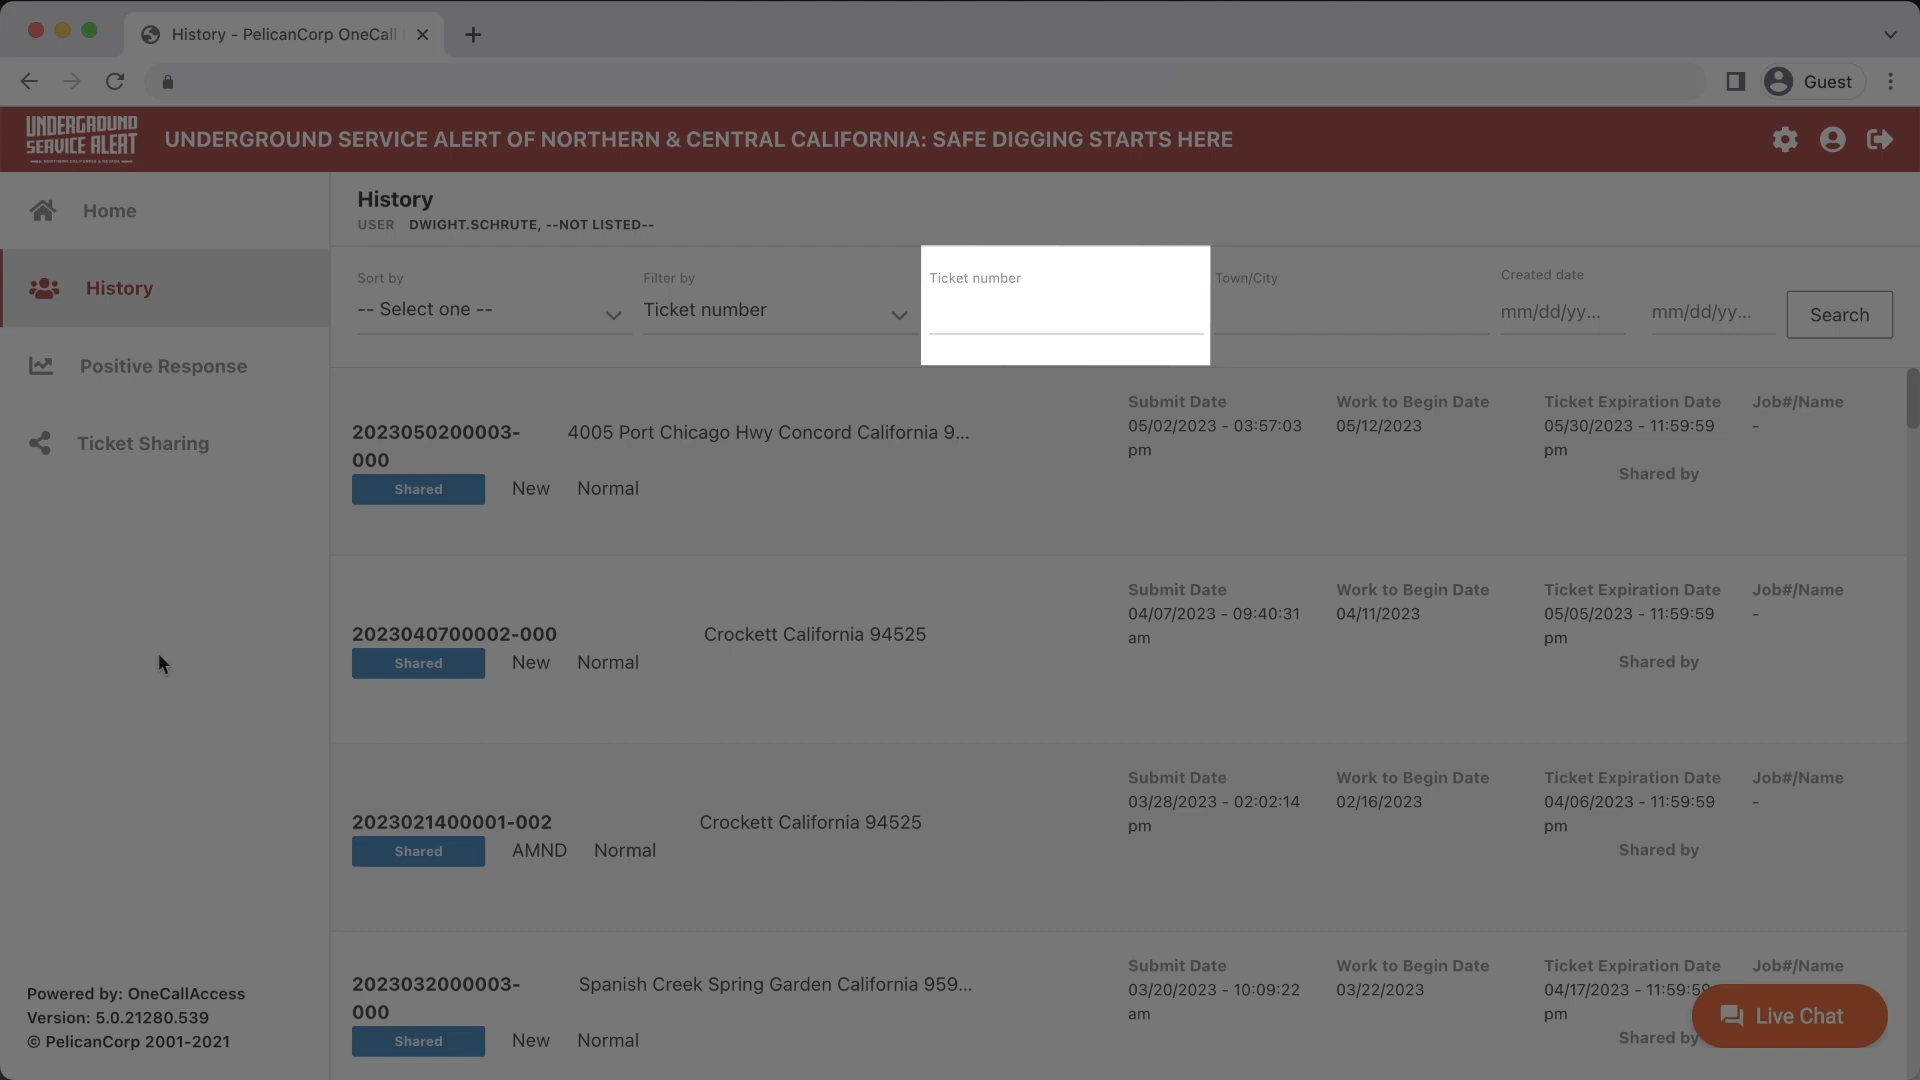 History - PelicanCorp OneCall
Guest
UNDERGROUND
SERVICE ALERT
UNDERGROUND SERVICE ALERT OF NORTHERN & CENTRAL CALIFORNIA: SAFE DIGGING STARTS HERE
Home
History
Positive Response
Ticket Sharing
History
USER DWIGHT.SCHRUTE, --NOT LISTED--
Sort by
-- Select one --
Filter by
Ticket number
Ticket number
Town/City
Created date
mm/dd/yy...
mm/dd/yy...
Search
2023050200003-
000
4005 Port Chicago Hwy Concord California 9...
Shared
New
Normal
Submit Date
05/02/2023 - 03:57:03
pm
Work to Begin Date
05/12/2023
Ticket Expiration Date
05/30/2023 - 11:59:59
pm
Shared by
Job#/Name
-
2023040700002-000
Crockett California 94525
Shared
New
Normal
Submit Date
04/07/2023 - 09:40:31
am
Work to Begin Date
04/11/2023
Ticket Expiration Date
05/05/2023 - 11:59:59
pm
Shared by
Job#/Name
-
2023021400001-002
Crockett California 94525
Shared
AMND
Normal
Submit Date
03/28/2023 - 02:02:14
pm
Work to Begin Date
02/16/2023
Ticket Expiration Date
04/06/2023 - 11:59:59
pm
Shared by
Job#/Name
-
2023032000003-
000
Spanish Creek Spring Garden California 959...
Shared
New
Normal
Submit Date
03/20/2023 - 10:09:22
am
Work to Begin Date
03/22/2023
Ticket Expiration Date
04/17/2023 - 11:59:59
pm
Shared by
Job#/Name
Live Chat
Powered by: OneCallAccess
Version: 5.0.21280.539
© PelicanCorp 2001-2021